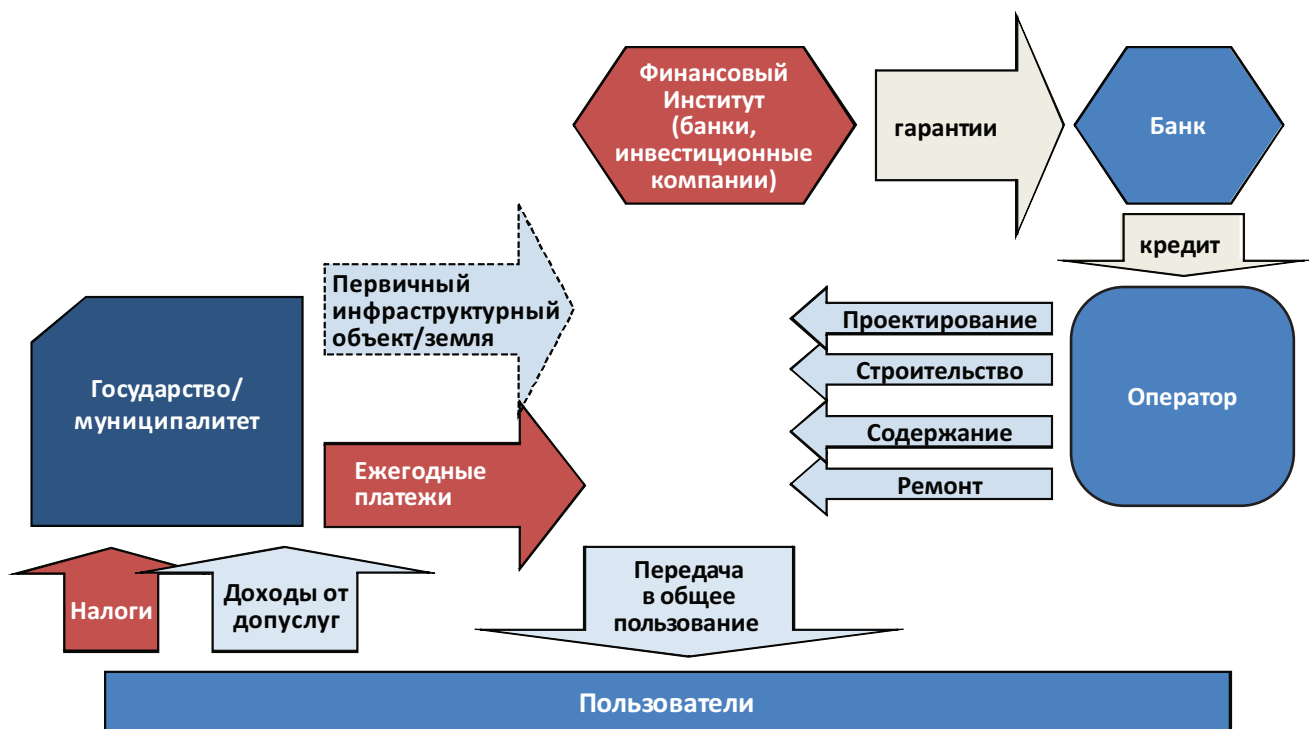 Финансовый
Институт
(банки,
инвестиционные
компании)
гарантии
Банк
кредит
Первичный
инфраструктурный
объект/земля
Проектирование
Строительство
Содержание
Ремонт
Оператор
Государство/
муниципалитет
Ежегодные
платежи
Налоги
Доходы от
допуслуг
Передача
в общее
пользование
Пользователи